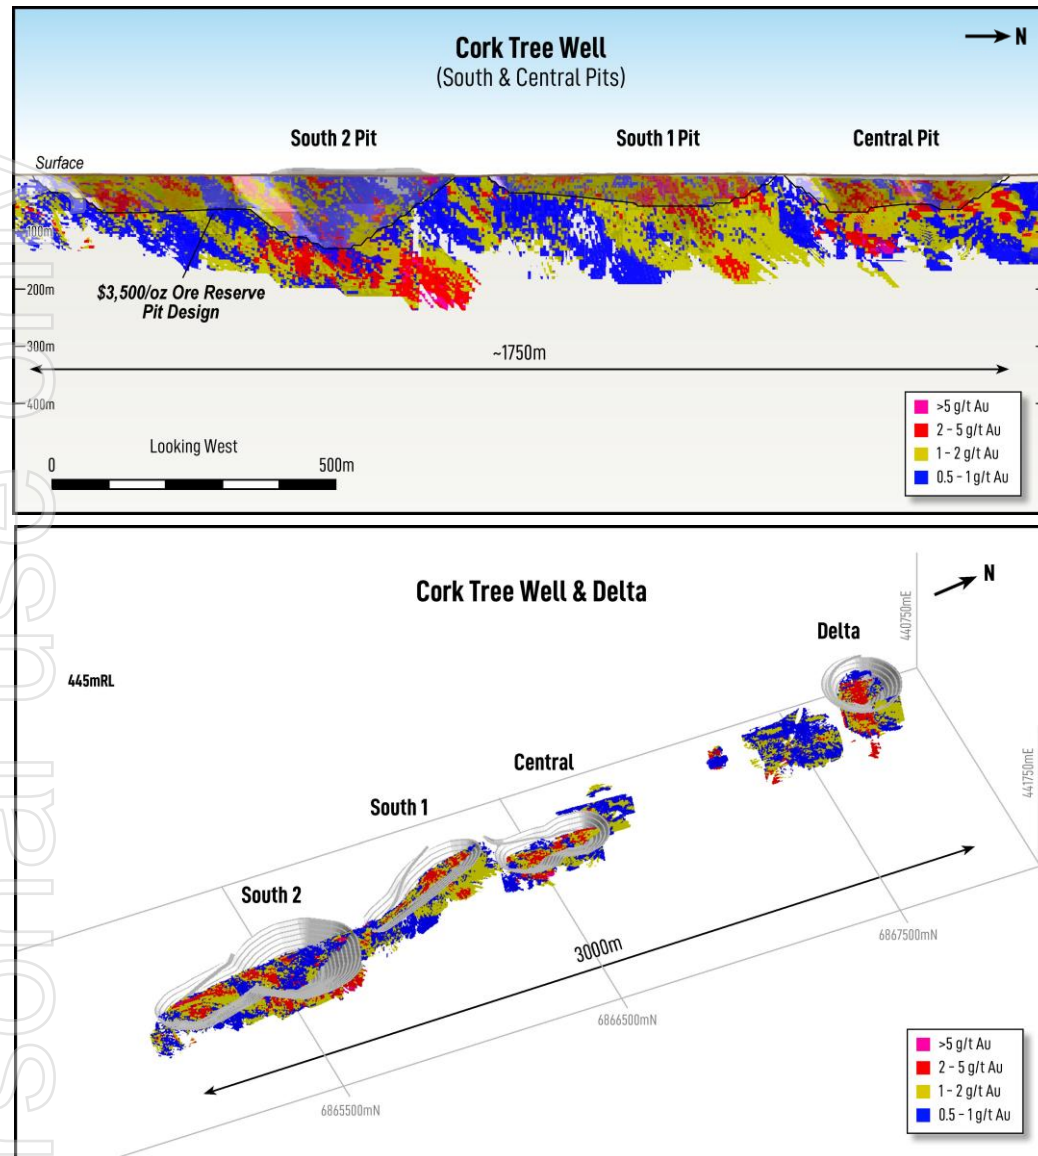 Cork Tree Well
(South & Central Pits)
N
South 2 Pit
South 1 Pit
Central Pit
Surface
100m
200m
300m
400m
$3,500/oz Ore Reserve
Pit Design
~1750m
Looking West
0
500m
>5 g/t Au
2 - 5 g/t Au
1 - 2 g/t Au
0.5 - 1 g/t Au
Cork Tree Well & Delta
N
445mRL
Delta
440750mE
441750mE
Central
South 1
South 2
3000m
6867500mN
6866500mN
6865500mN
>5 g/t Au
2 - 5 g/t Au
1 - 2 g/t Au
0.5 - 1 g/t Au